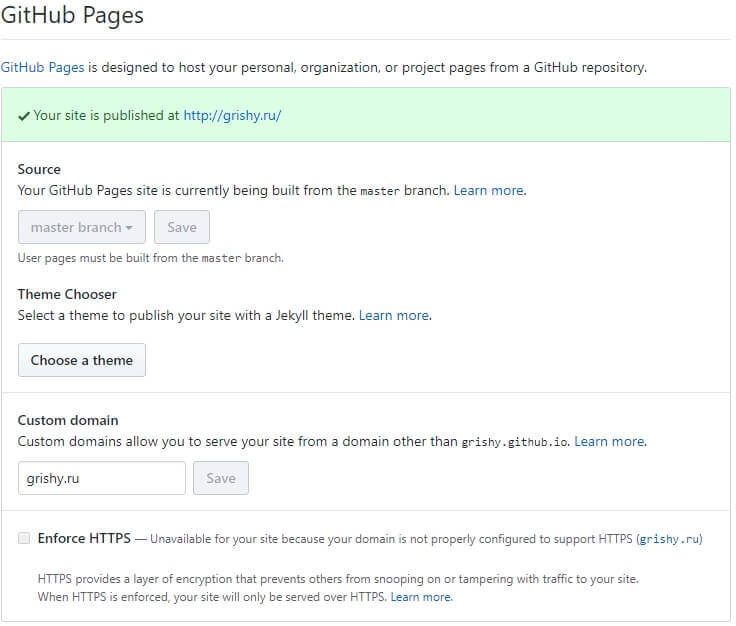 GitHub Pages
GitHub Pages is designed to host your personal, organization, or project pages from a GitHub repository.
Your site is published at http://grishy.ru/
Source
Your GitHub Pages site is currently being built from the master branch. Learn more.
master branch
Save
User pages must be built from the master branch.
Theme Chooser
Select a theme to publish your site with a Jekyll theme. Learn more.
Choose a theme
Custom domain
Custom domains allow you to serve your site from a domain other than grishy.github.io. Learn more.
grishy.ru
Save
Enforce HTTPS — Unavailable for your site because your domain is not properly configured to support HTTPS (grishy.ru)
HTTPS provides a layer of encryption that prevents others from snooping on or tampering with traffic to your site.
When HTTPS is enforced, your site will only be served over HTTPS. Learn more.